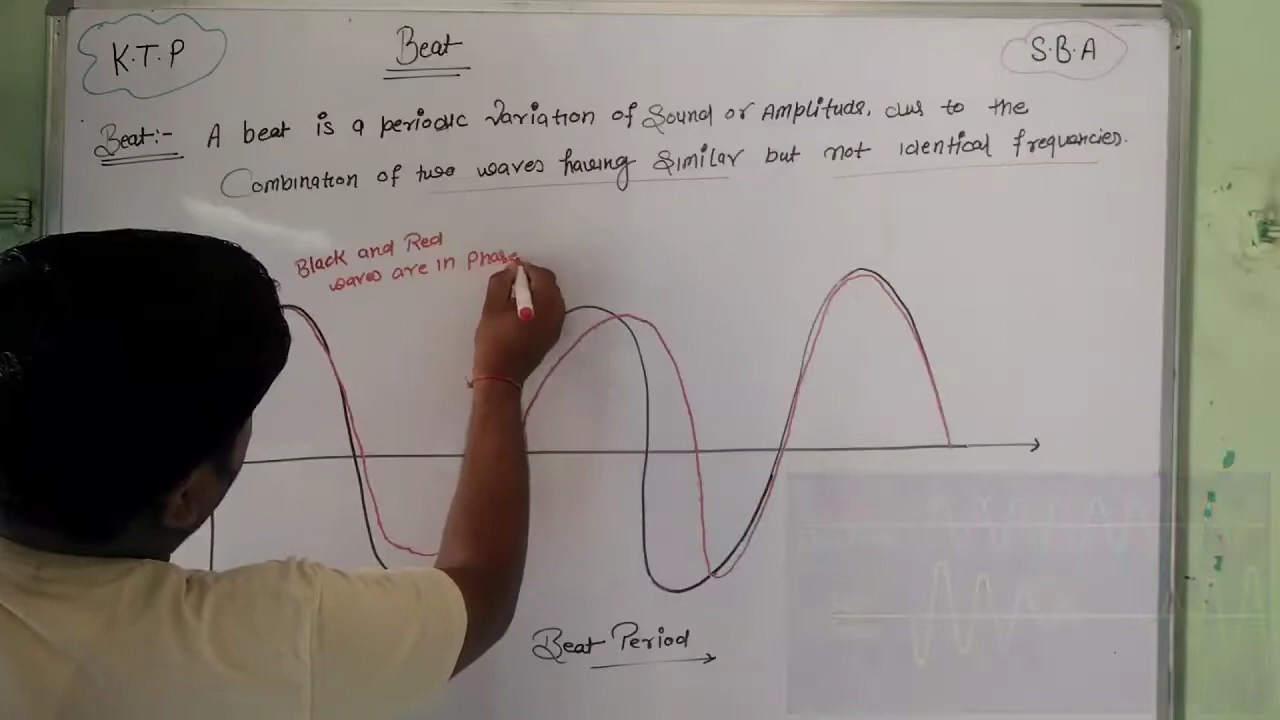 K.T.P
Beat
S.B.A
Beat:- A beat is a periodic Variation of Sound or Amplitude, due to the
Combination of two waves having Similar but not identical frequencies.
Black and Red
waves are in Phase
Beat Period